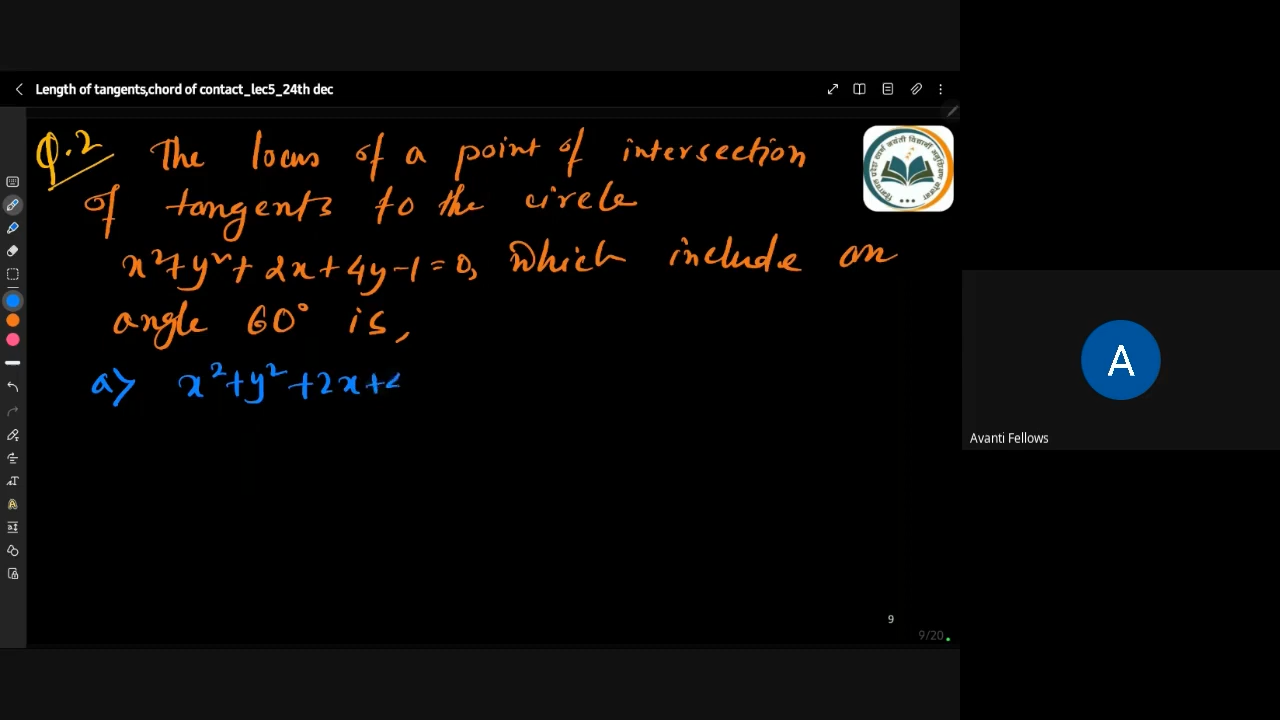 Length of tangents,chord of contact_lec5_24th dec
Q.2 The locus of a point of intersection
of tangents to the circle
x²+y²+2x+4y-1=0, which include an
angle 60° is,
a) x²+y²+2x+
A
Avanti Fellows
9
9/20